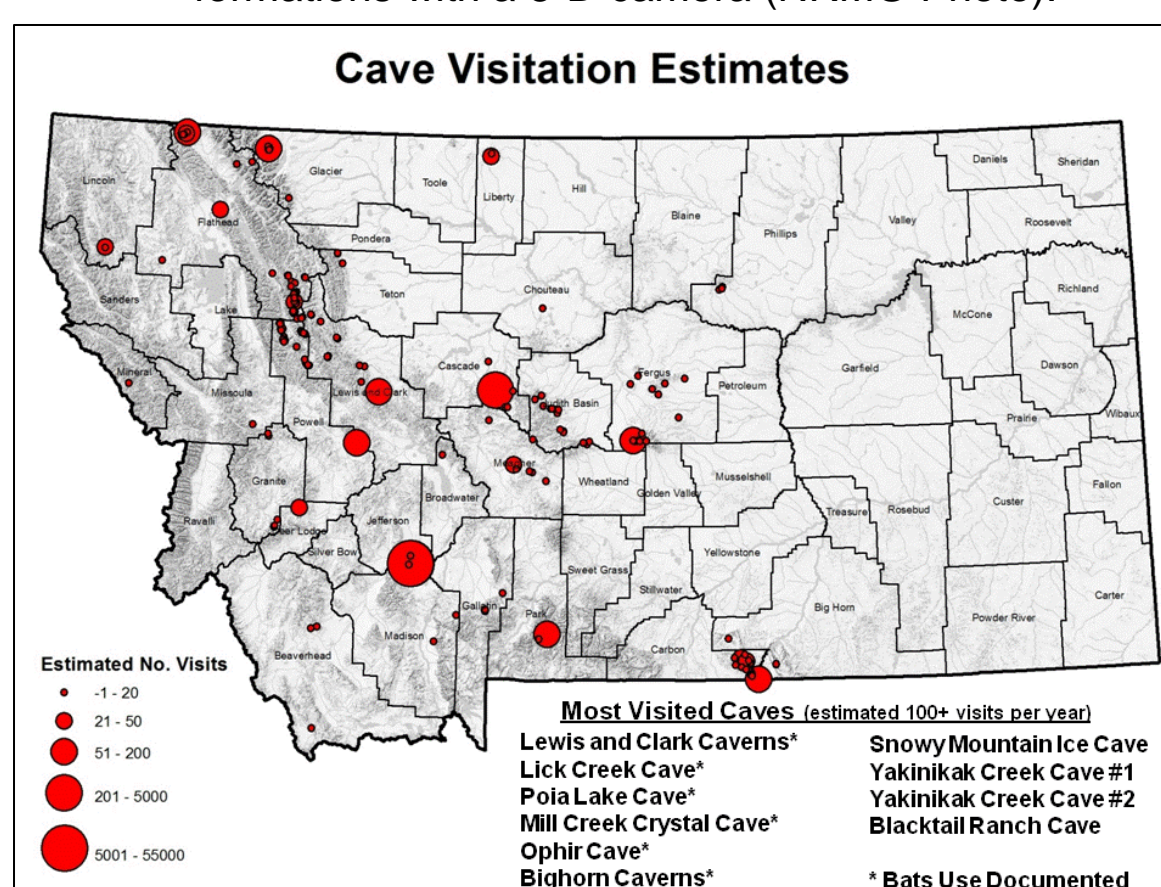 formations with a 3-D camera (
Cave Visitation Estimates
Daniels
Sheridan
Glacier
Lincoln
Toole
Liberty
Hill
Blaine
Valley
Roosevelt
Flathead
Phillips
Pondera
Richland
Teton
Chouteau
Sanders
Lake
McCone
Cascade
Garfield
Dawson
Mineral
Fergus
Petroleum
Missoula
Lewis and Clark
Judith Basin
Prairie
Wibaux
Powell
Meagher
Granite
Wheatland
Musselshell
Fallon
Broadwater
Golden Valley
Custer
Ravalli
Jefferson
Treasure
Rosebud
Deer Lodge
Silver Bow
Yellowstone
Sweet Grass
Stillwater
Carter
Gallatin
Park
Big Horn
Powder River
Madison
Carbon
Beaverhead
Estimated No. Visits
-1 - 20
21 - 50
51 - 200
201 - 5000
5001 - 55000
Most Visited Caves (estimated 100+ visits per year)
Lewis and Clark Caverns*
Lick Creek Cave*
Poia Lake Cave*
Mill Creek Crystal Cave*
Ophir Cave*
Bighorn Caverns*
Snowy Mountain Ice Cave
Yakinikak Creek Cave #1
Yakinikak Creek Cave #2
Blacktail Ranch Cave
* Bats Use Documented